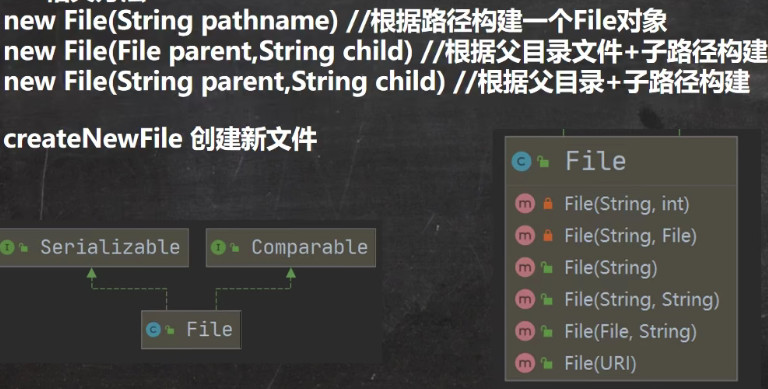 new File(String pathname) //根据路径构建一个File对象
new File(File parent,String child) //根据父目录文件+子路径构建
new File(String parent,String child) //根据父目录+子路径构建
createNewFile 创建新文件
Serializable
Comparable
File
File
File(String, int)
File(String, File)
File(String)
File(String, String)
File(File, String)
File(URI)